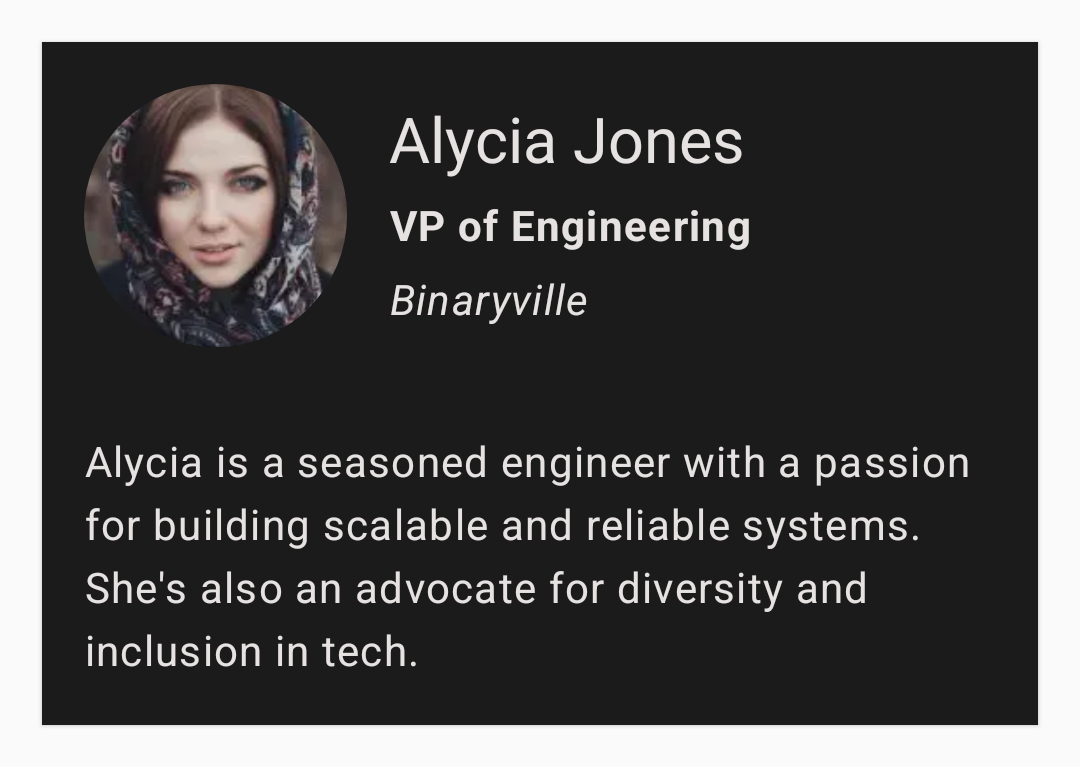 Alycia Jones
VP of Engineering
Binaryville
Alycia is a seasoned engineer with a passion
for building scalable and reliable systems.
She's also an advocate for diversity and
inclusion in tech.